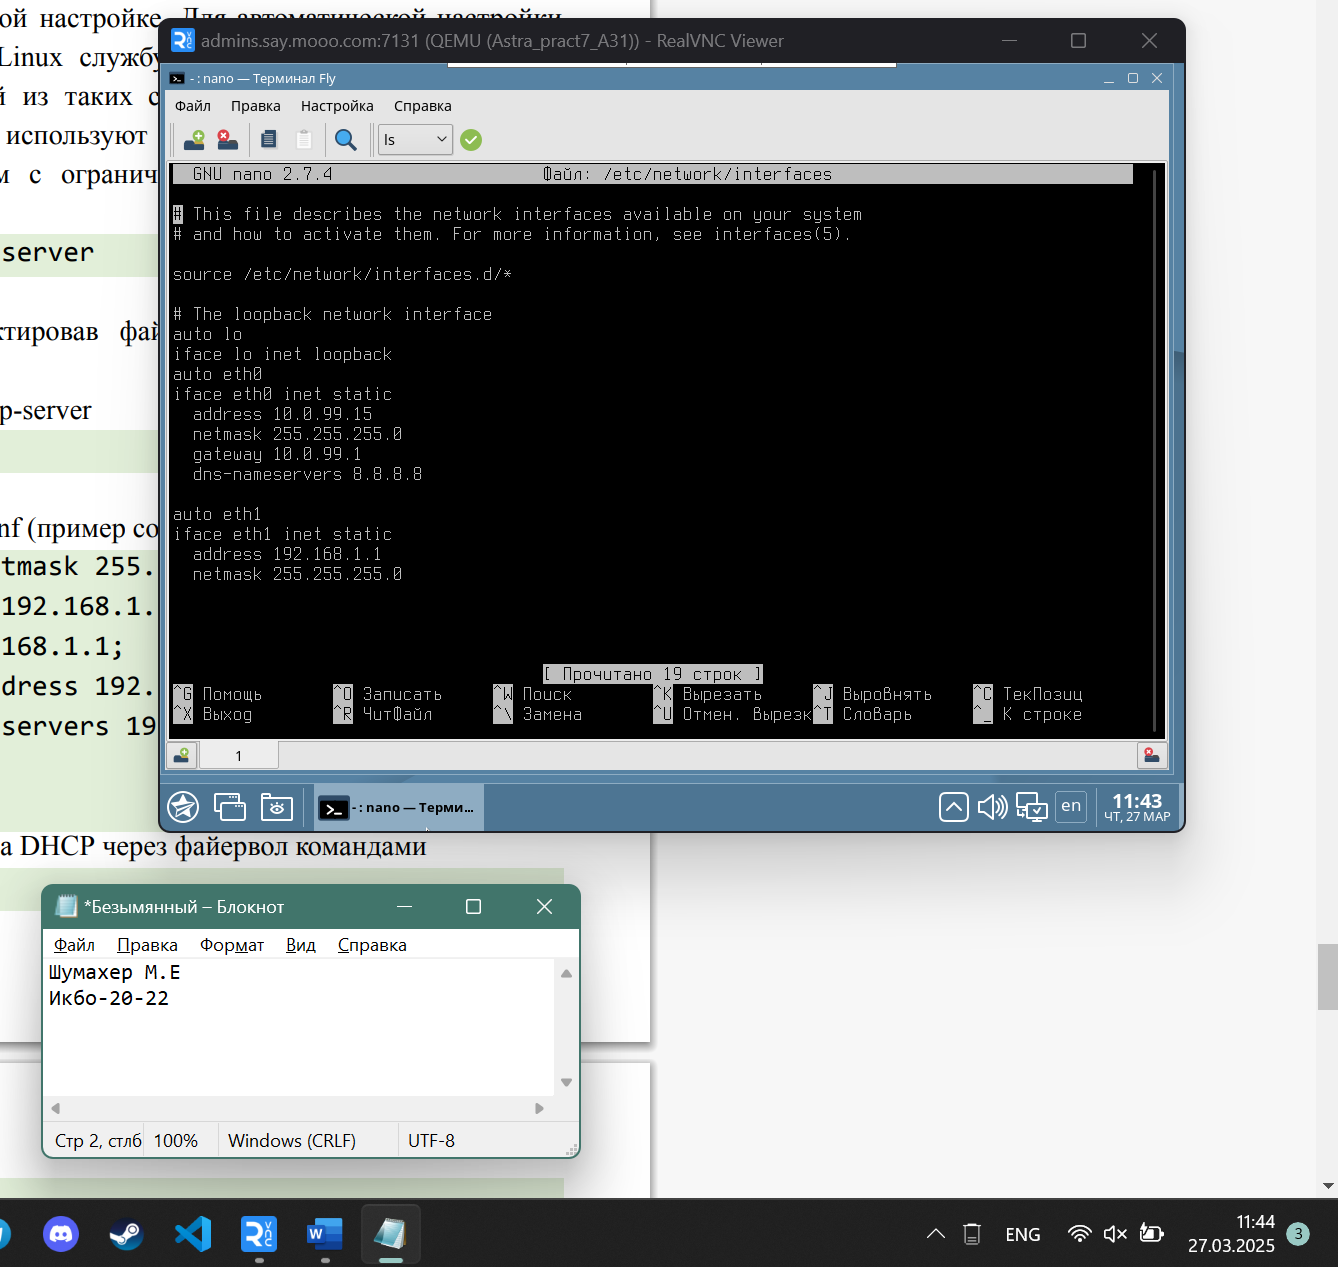 ой настройке. Для автоматической настройки
Linux службу
й из таких с
используют
м с огранич
server
ктировав фай
p-server
nf (пример со
tmask 255.
192.168.1.
168.1.1;
dress 192.
servers 19
а DHCP через файервол командами
admins.say.mooo.com:7131 (QEMU (Astra_pract7_A31)) - RealVNC Viewer
- : nano — Терминал Fly
Файл Правка Настройка Справка
ls
GNU nano 2.7.4 Файл: /etc/network/interfaces
# This file describes the network interfaces available on your system
# and how to activate them. For more information, see interfaces(5).
source /etc/network/interfaces.d/*
# The loopback network interface
auto lo
iface lo inet loopback
auto eth0
iface eth0 inet static
address 10.0.99.15
netmask 255.255.255.0
gateway 10.0.99.1
dns-nameservers 8.8.8.8
auto eth1
iface eth1 inet static
address 192.168.1.1
netmask 255.255.255.0
[ Прочитано 19 строк ]
^G Помощь ^O Записать ^W Поиск ^K Вырезать ^J Выровнять ^C ТекПозиц
^X Выход ^R ЧитФайл ^\ Замена ^U Отмен. Вырезк ^T Словарь ^_ К строке
1
- : nano — Терми...
en
11:43
ЧТ, 27 МАР
*Безымянный – Блокнот
Файл Правка Формат Вид Справка
Шумахер М.Е
Икбо-20-22
Стр 2, стлб 100% Windows (CRLF) UTF-8
W
ENG
11:44
27.03.2025
3